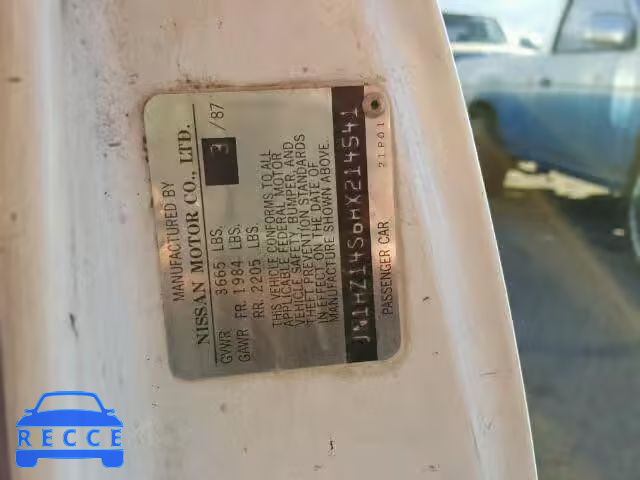 MANUFACTURED BY
NISSAN MOTOR CO., LTD.
3 /87
GVWR 3665 LBS.
GAWR FR. 1984 LBS.
RR. 2205 LBS.
THIS VEHICLE CONFORMS TO ALL
APPLICABLE FEDERAL MOTOR
VEHICLE SAFETY, BUMPER, AND
THEFT PREVENTION STANDARDS
IN EFFECT ON THE DATE OF
MANUFACTURE SHOWN ABOVE.
JN1HZ14S6HX214541
PASSENGER CAR
21P01
RECCE